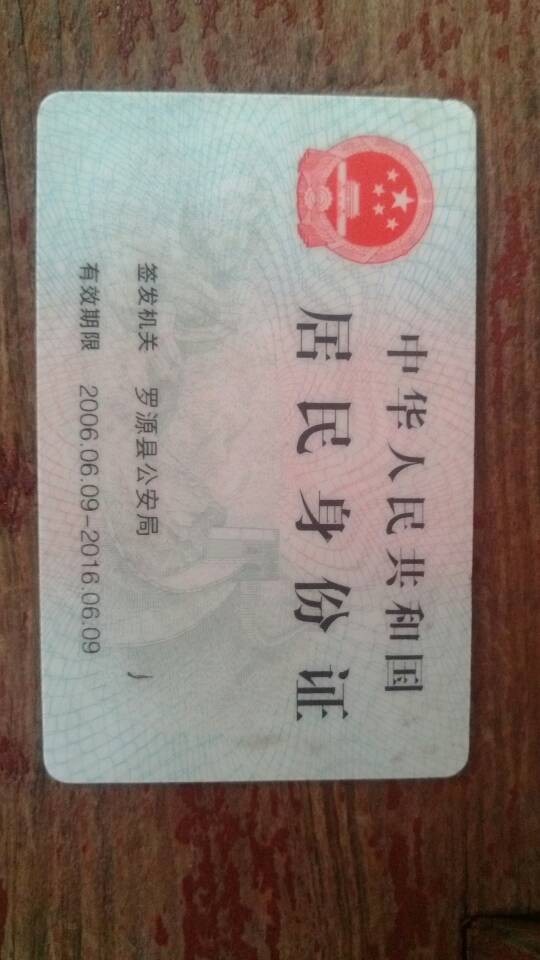 中华人民共和国
居民身份证
签发机关 罗源县公安局
有效期限 2006.06.09-2016.06.09